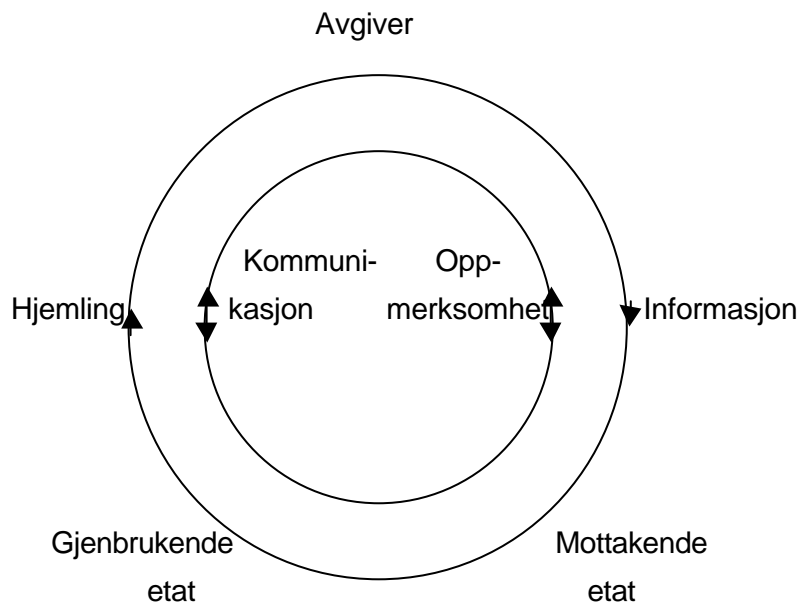 Avgiver
Kommuni-
kasjon
Opp-
merksomhet
Hjemling
Informasjon
Gjenbrukende
etat
Mottakende
etat